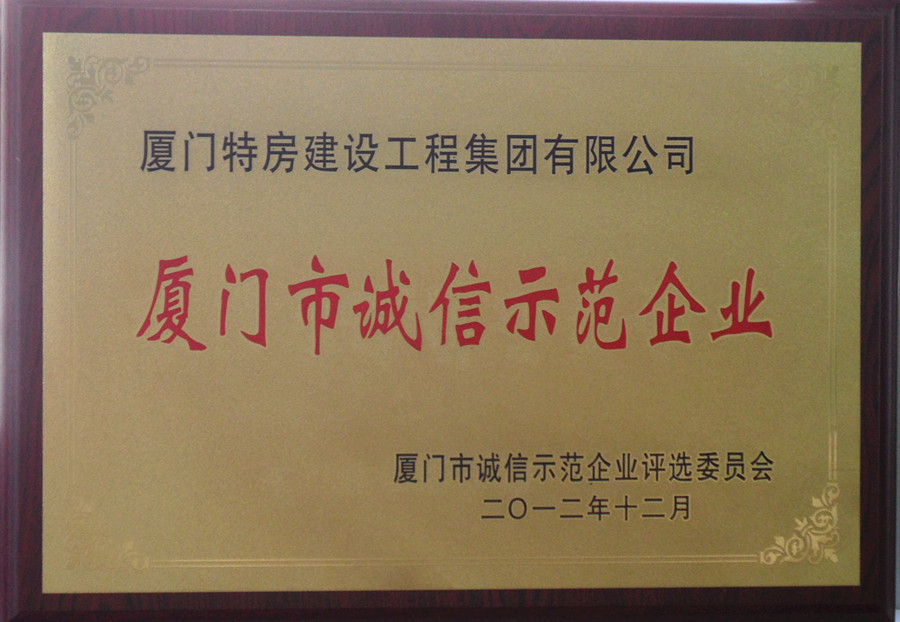 厦门特房建设工程集团有限公司
厦门市诚信示范企业
厦门市诚信示范企业评选委员会
二〇一二年十二月